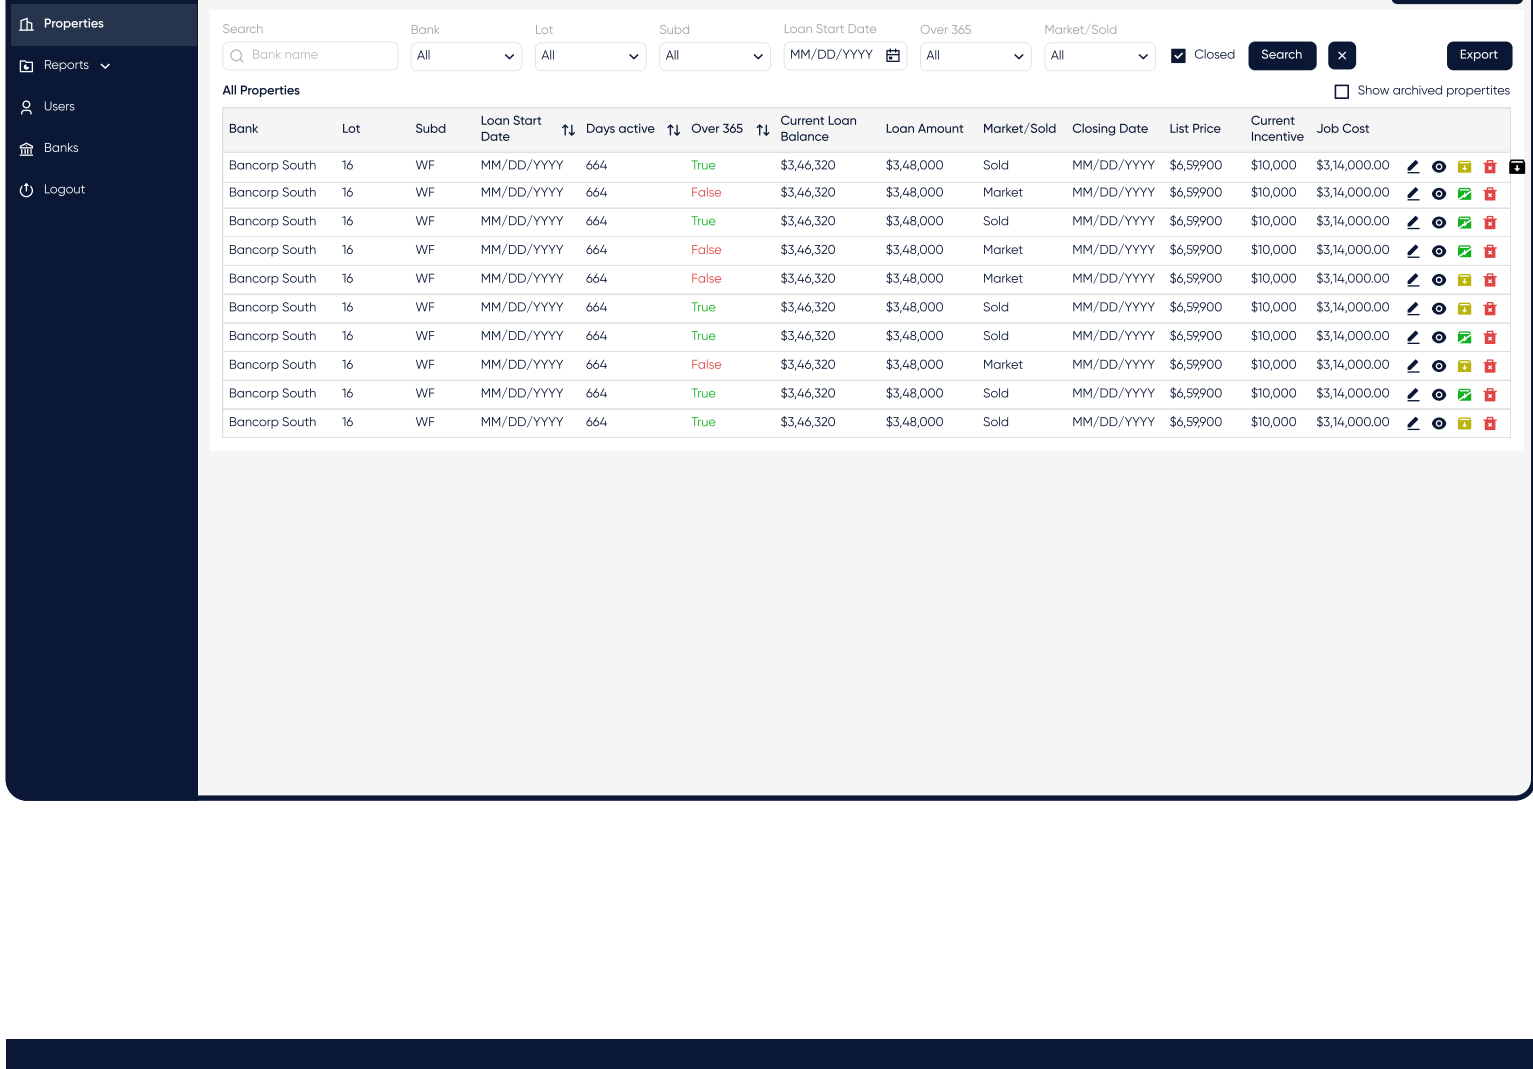 Properties
Reports
Users
Banks
Logout
Search Bank Lot Subd Loan Start Date Over 365 Market/Sold
Bank name All All All MM/DD/YYYY All All Closed Search Export
All Properties Show archived propertites
Bank Lot Subd Loan Start Date Days active Over 365 Current Loan Balance Loan Amount Market/Sold Closing Date List Price Current Incentive Job Cost
Bancorp South 16 WF MM/DD/YYYY 664 True $3,46,320 $3,48,000 Sold MM/DD/YYYY $6,59,900 $10,000 $3,14,000.00
Bancorp South 16 WF MM/DD/YYYY 664 False $3,46,320 $3,48,000 Market MM/DD/YYYY $6,59,900 $10,000 $3,14,000.00
Bancorp South 16 WF MM/DD/YYYY 664 True $3,46,320 $3,48,000 Sold MM/DD/YYYY $6,59,900 $10,000 $3,14,000.00
Bancorp South 16 WF MM/DD/YYYY 664 False $3,46,320 $3,48,000 Market MM/DD/YYYY $6,59,900 $10,000 $3,14,000.00
Bancorp South 16 WF MM/DD/YYYY 664 False $3,46,320 $3,48,000 Market MM/DD/YYYY $6,59,900 $10,000 $3,14,000.00
Bancorp South 16 WF MM/DD/YYYY 664 True $3,46,320 $3,48,000 Sold MM/DD/YYYY $6,59,900 $10,000 $3,14,000.00
Bancorp South 16 WF MM/DD/YYYY 664 True $3,46,320 $3,48,000 Sold MM/DD/YYYY $6,59,900 $10,000 $3,14,000.00
Bancorp South 16 WF MM/DD/YYYY 664 False $3,46,320 $3,48,000 Market MM/DD/YYYY $6,59,900 $10,000 $3,14,000.00
Bancorp South 16 WF MM/DD/YYYY 664 True $3,46,320 $3,48,000 Sold MM/DD/YYYY $6,59,900 $10,000 $3,14,000.00
Bancorp South 16 WF MM/DD/YYYY 664 True $3,46,320 $3,48,000 Sold MM/DD/YYYY $6,59,900 $10,000 $3,14,000.00